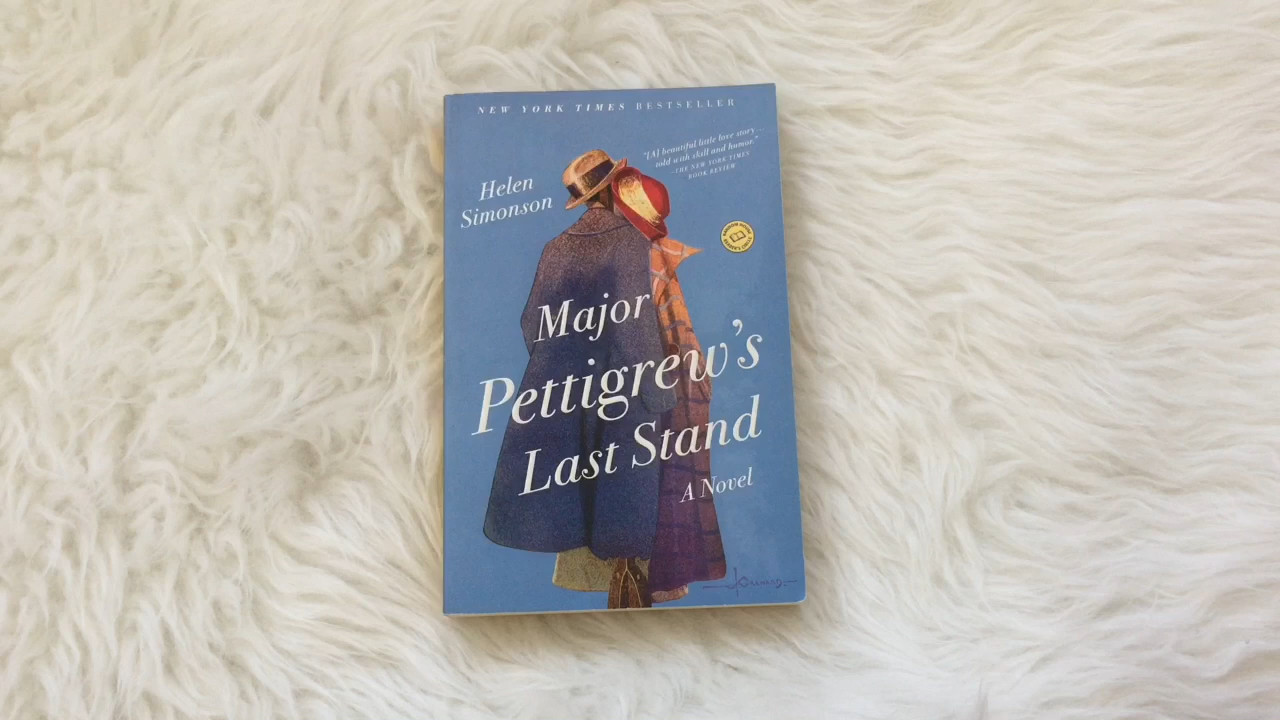 NEW YORK TIMES BESTSELLER
"[A] beautiful little love story ...
told with skill and humor."
-THE NEW YORK TIMES
BOOK REVIEW
Helen
Simonson
Major
Pettigrew's
Last Stand
A Novel